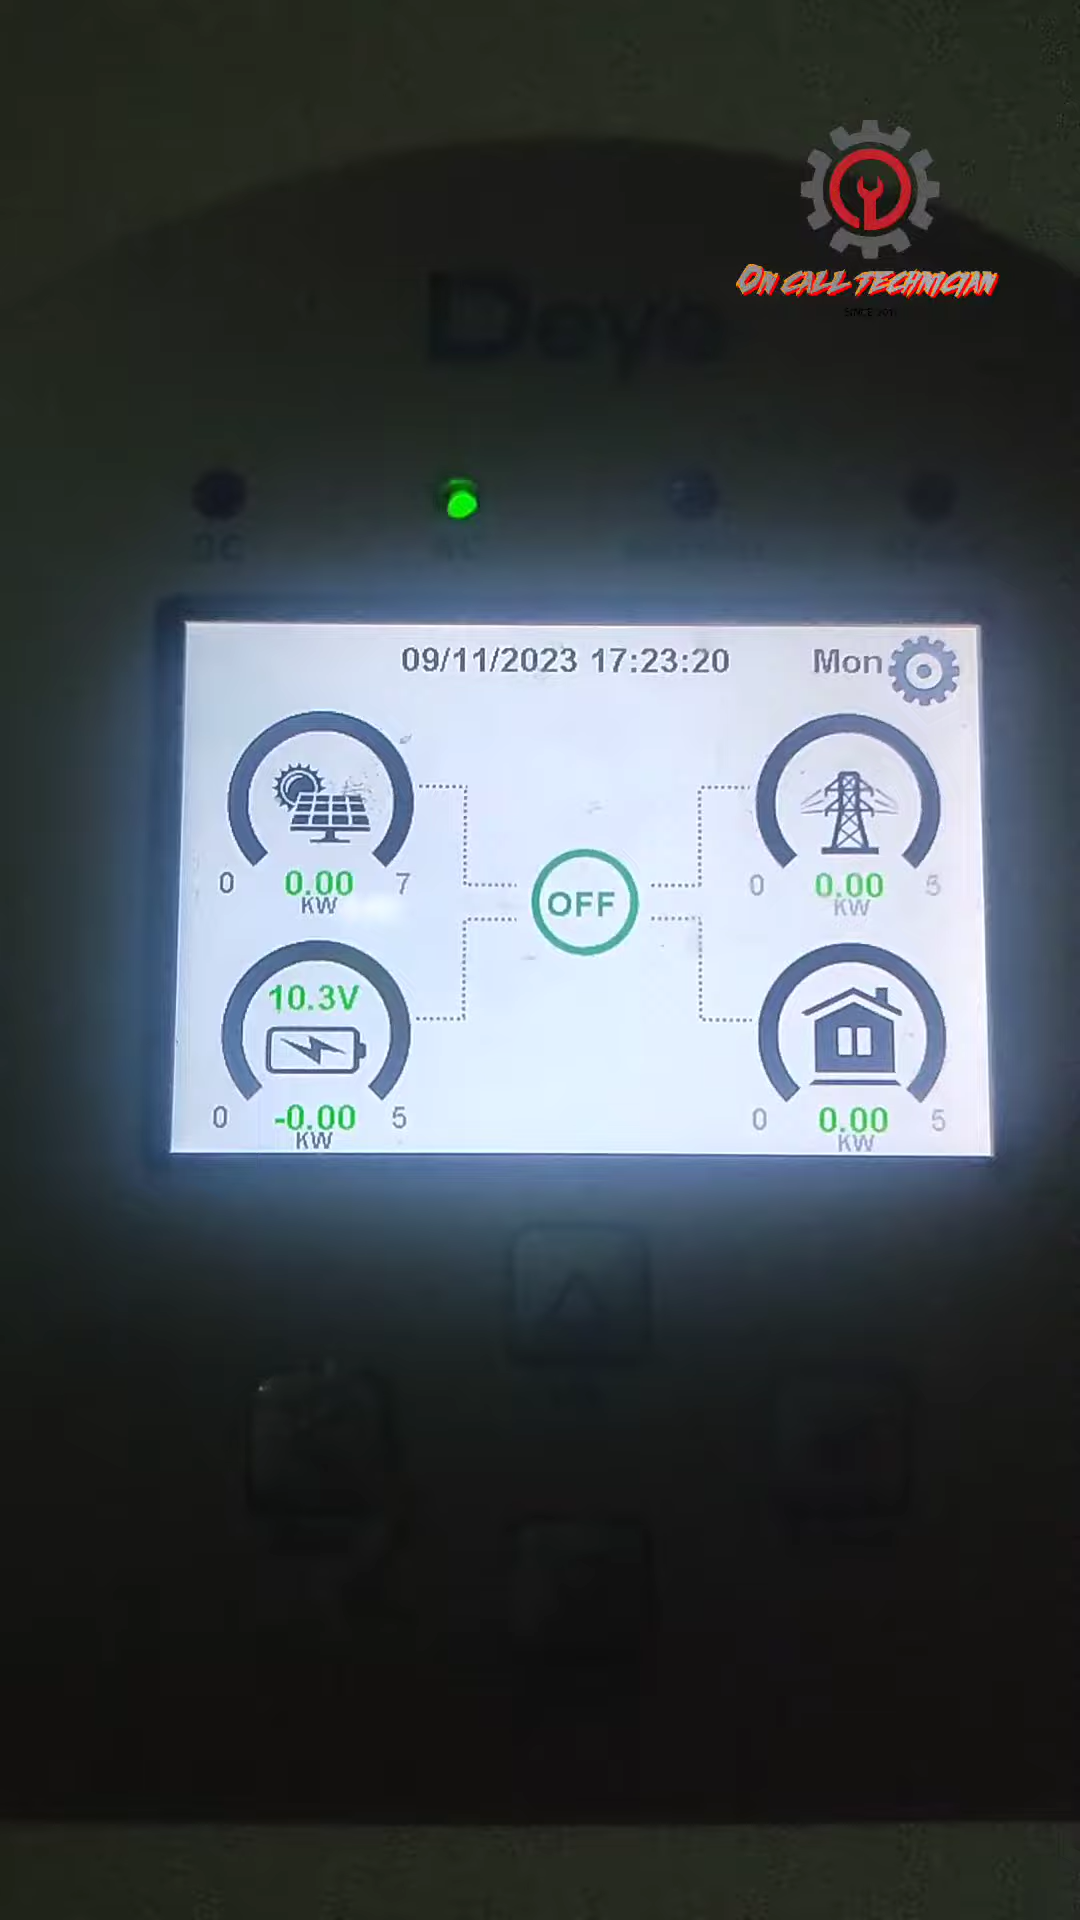 ON CALL TECHNICIAN
Deye
DC
09/11/2023 17:23:20 Mon
0 0.00 7
KW
0 0.00
KW
OFF
10.3V
0 -0.00 5
KW
0 0.00 5
KW